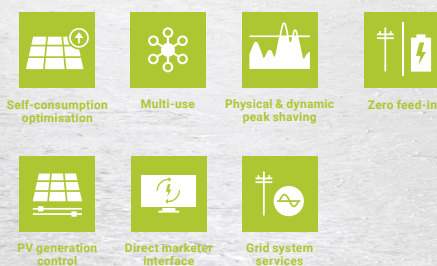 Self-consumption
optimisation
Multi-use
Physical & dynamic
peak shaving
Zero feed-in
PV generation
control
Direct marketer
interface
Grid system
services